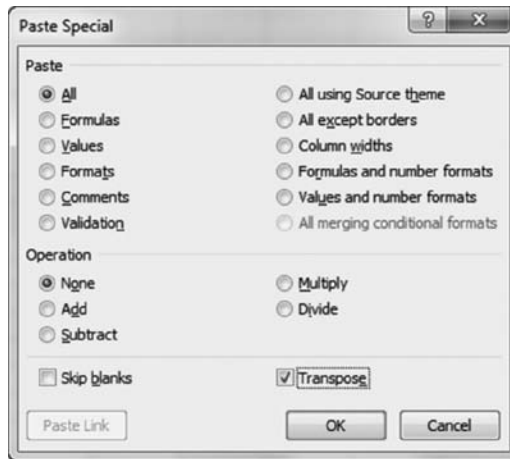 Paste Special
?
X
Paste
All
All using Source theme
Formulas
All except borders
Values
Column widths
Formats
Formulas and number formats
Comments
Values and number formats
Validation
All merging conditional formats
Operation
None
Multiply
Add
Divide
Subtract
Skip blanks
Transpose
Paste Link
OK
Cancel